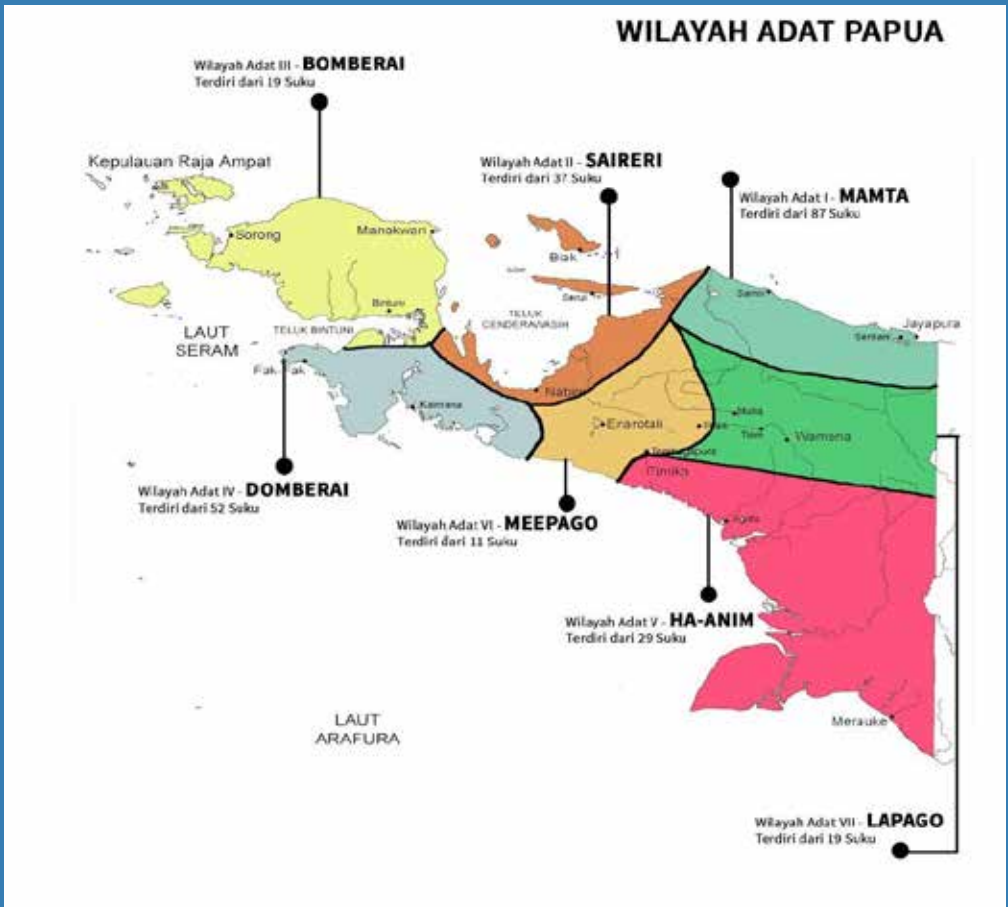 WILAYAH ADAT PAPUA
Wilayah Adat III - BOMBERAI
Terdiri dari 19 Suku
Kepulauan Raja Ampat
Wilayah Adat II - SAIRERI
Terdiri dari 37 Suku
Wilayah Adat I - MAMTA
Terdiri dari 87 Suku
Sorong
Manokwari
Biak
Serui
Sarmi
Jayapura
Sentani
Bintuni
TELUK BINTUNI
TELUK
CENDERAWASIH
LAUT
SERAM
Fak-Fak
Kaimana
Nabire
Enarotali
Mulia
Tiom
Wamena
Timika
Agats
Wilayah Adat IV - DOMBERAI
Terdiri dari 52 Suku
Wilayah Adat VI - MEEPAGO
Terdiri dari 11 Suku
Wilayah Adat V - HA-ANIM
Terdiri dari 29 Suku
LAUT
ARAFURA
Merauke
Wilayah Adat VII - LAPAGO
Terdiri dari 19 Suku